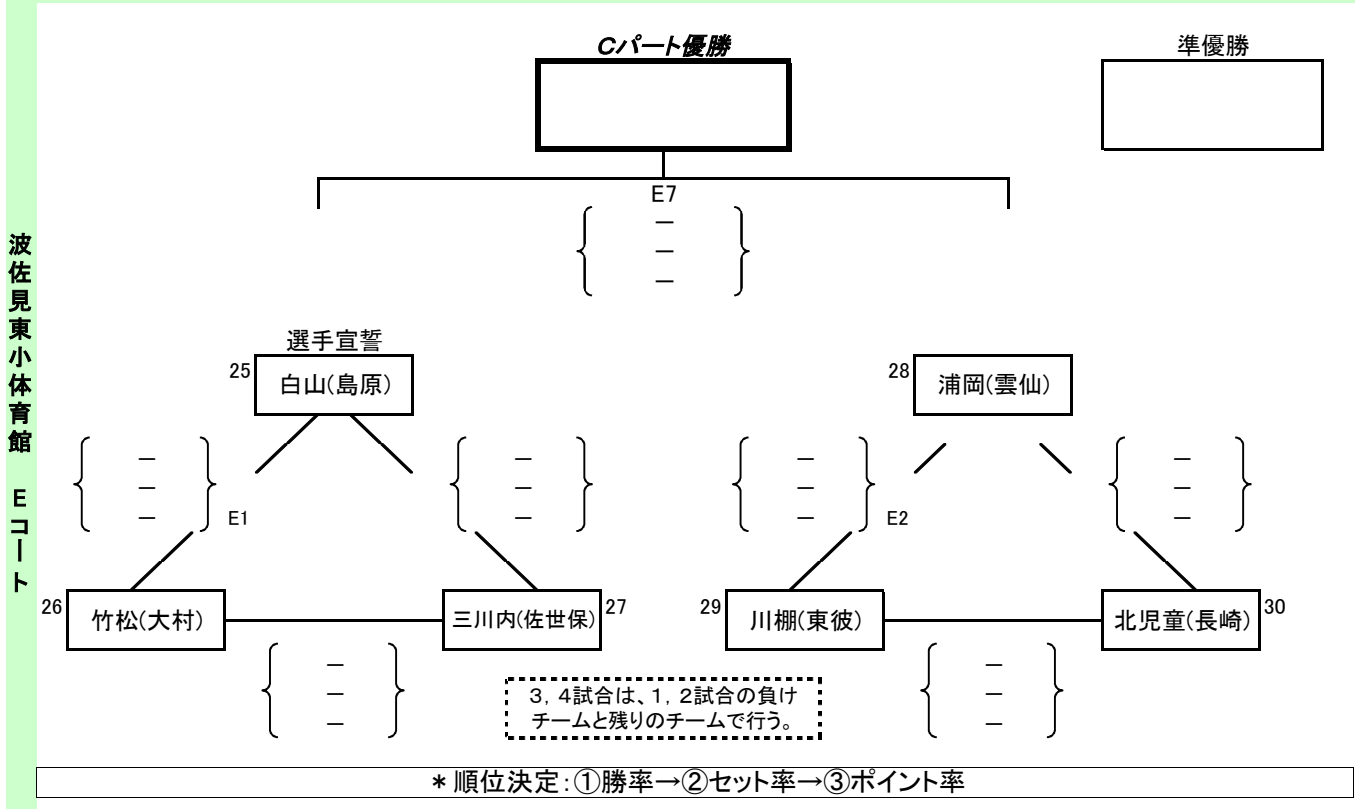 波佐見東小体育館 Eコート
Cパート優勝
準優勝
E7
－
－
－
選手宣誓
25
白山(島原)
28
浦岡(雲仙)
－ － － －
－ － － －
－ － － －
E1
E2
26
竹松(大村)
三川内(佐世保)
27
29
川棚(東彼)
北児童(長崎)
30
－ －
－ －
－ －
3，4試合は、1，2試合の負け
チームと残りのチームで行う。
＊順位決定：①勝率→②セット率→③ポイント率